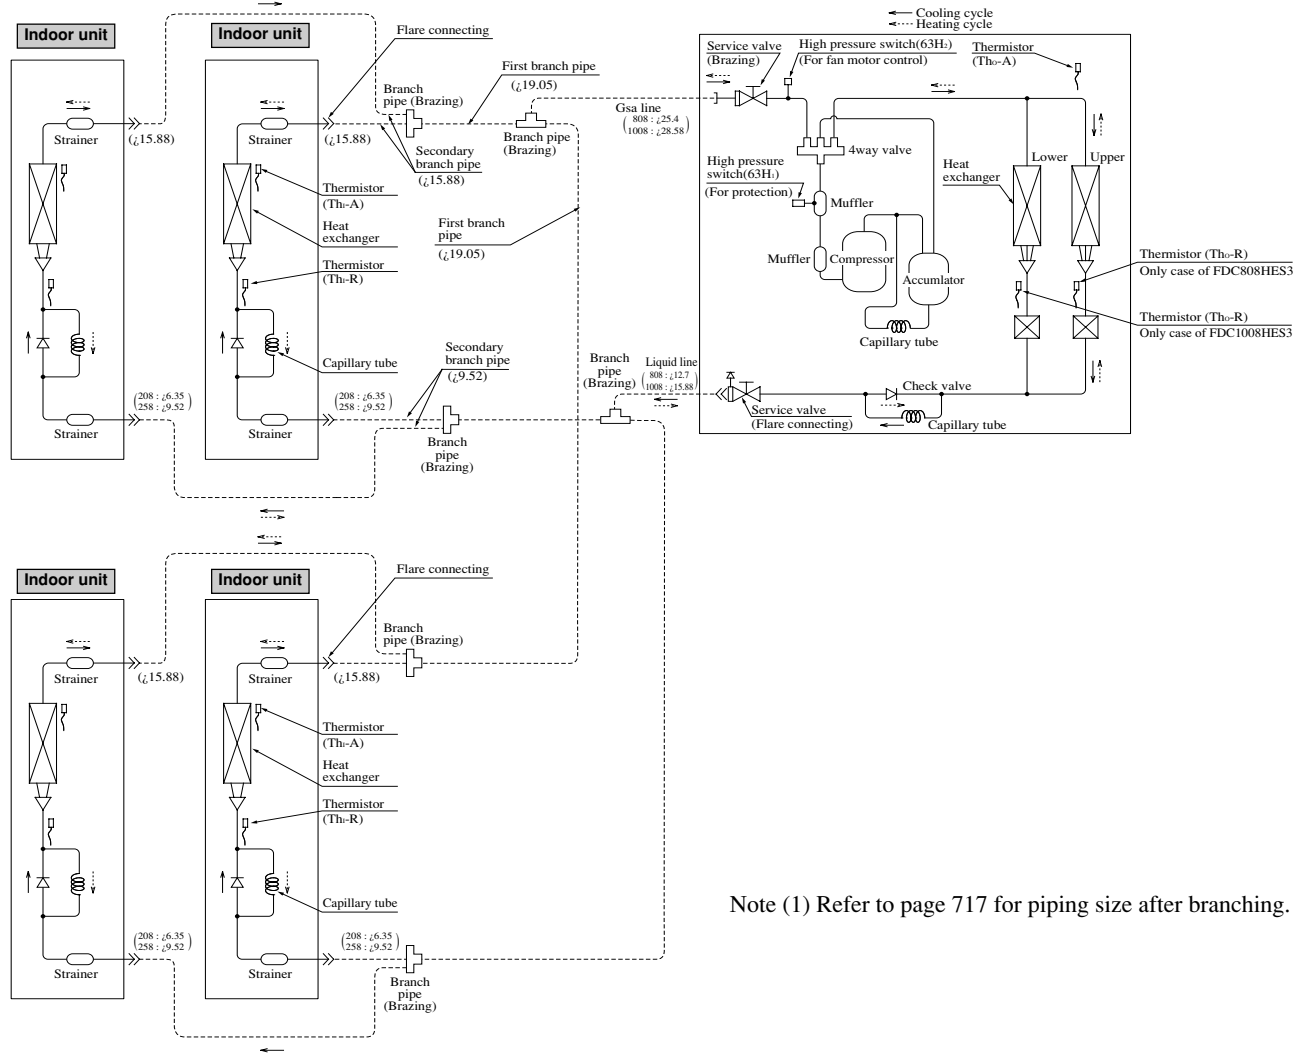 Cooling cycle
Heating cycle
Indoor unit
Indoor unit
Flare connecting
First branch pipe
(¿19.05)
Branch
pipe (Brazing)
Strainer
(¿15.88)
Strainer
(¿15.88)
Secondary
branch pipe
(¿15.88)
Branch pipe
(Brazing)
Gsa line
808 : ¿25.4
1008 : ¿28.58
Thermistor
(ThI-A)
Heat
exchanger
Thermistor
(ThI-R)
First branch
pipe
(¿19.05)
Capillary tube
Secondary
branch pipe
(¿9.52)
Branch
pipe
(Brazing)
Liquid line
808 : ¿12.7
1008 : ¿15.88
(208 : ¿6.35
258 : ¿9.52)
(208 : ¿6.35
258 : ¿9.52)
Strainer
Strainer
Branch
pipe
(Brazing)
Service valve
(Brazing)
High pressure switch(63H2)
(For fan motor control)
Thermistor
(ThO-A)
4way valve
High pressure
switch(63H1)
(For protection)
Muffler
Muffler
Compressor
Accumlator
Capillary tube
Heat
exchanger
Lower
Upper
Thermistor (ThO-R)
Only case of FDC808HES3
Thermistor (ThO-R)
Only case of FDC1008HES3
Check valve
Service valve
(Flare connecting)
Capillary tube
Indoor unit
Indoor unit
Flare connecting
Branch
pipe (Brazing)
Strainer
(¿15.88)
Strainer
(¿15.88)
Thermistor
(ThI-A)
Heat
exchanger
Thermistor
(ThI-R)
Capillary tube
(208 : ¿6.35
258 : ¿9.52)
(208 : ¿6.35
258 : ¿9.52)
Strainer
Strainer
Branch
pipe
(Brazing)
Note (1) Refer to page 717 for piping size after branching.